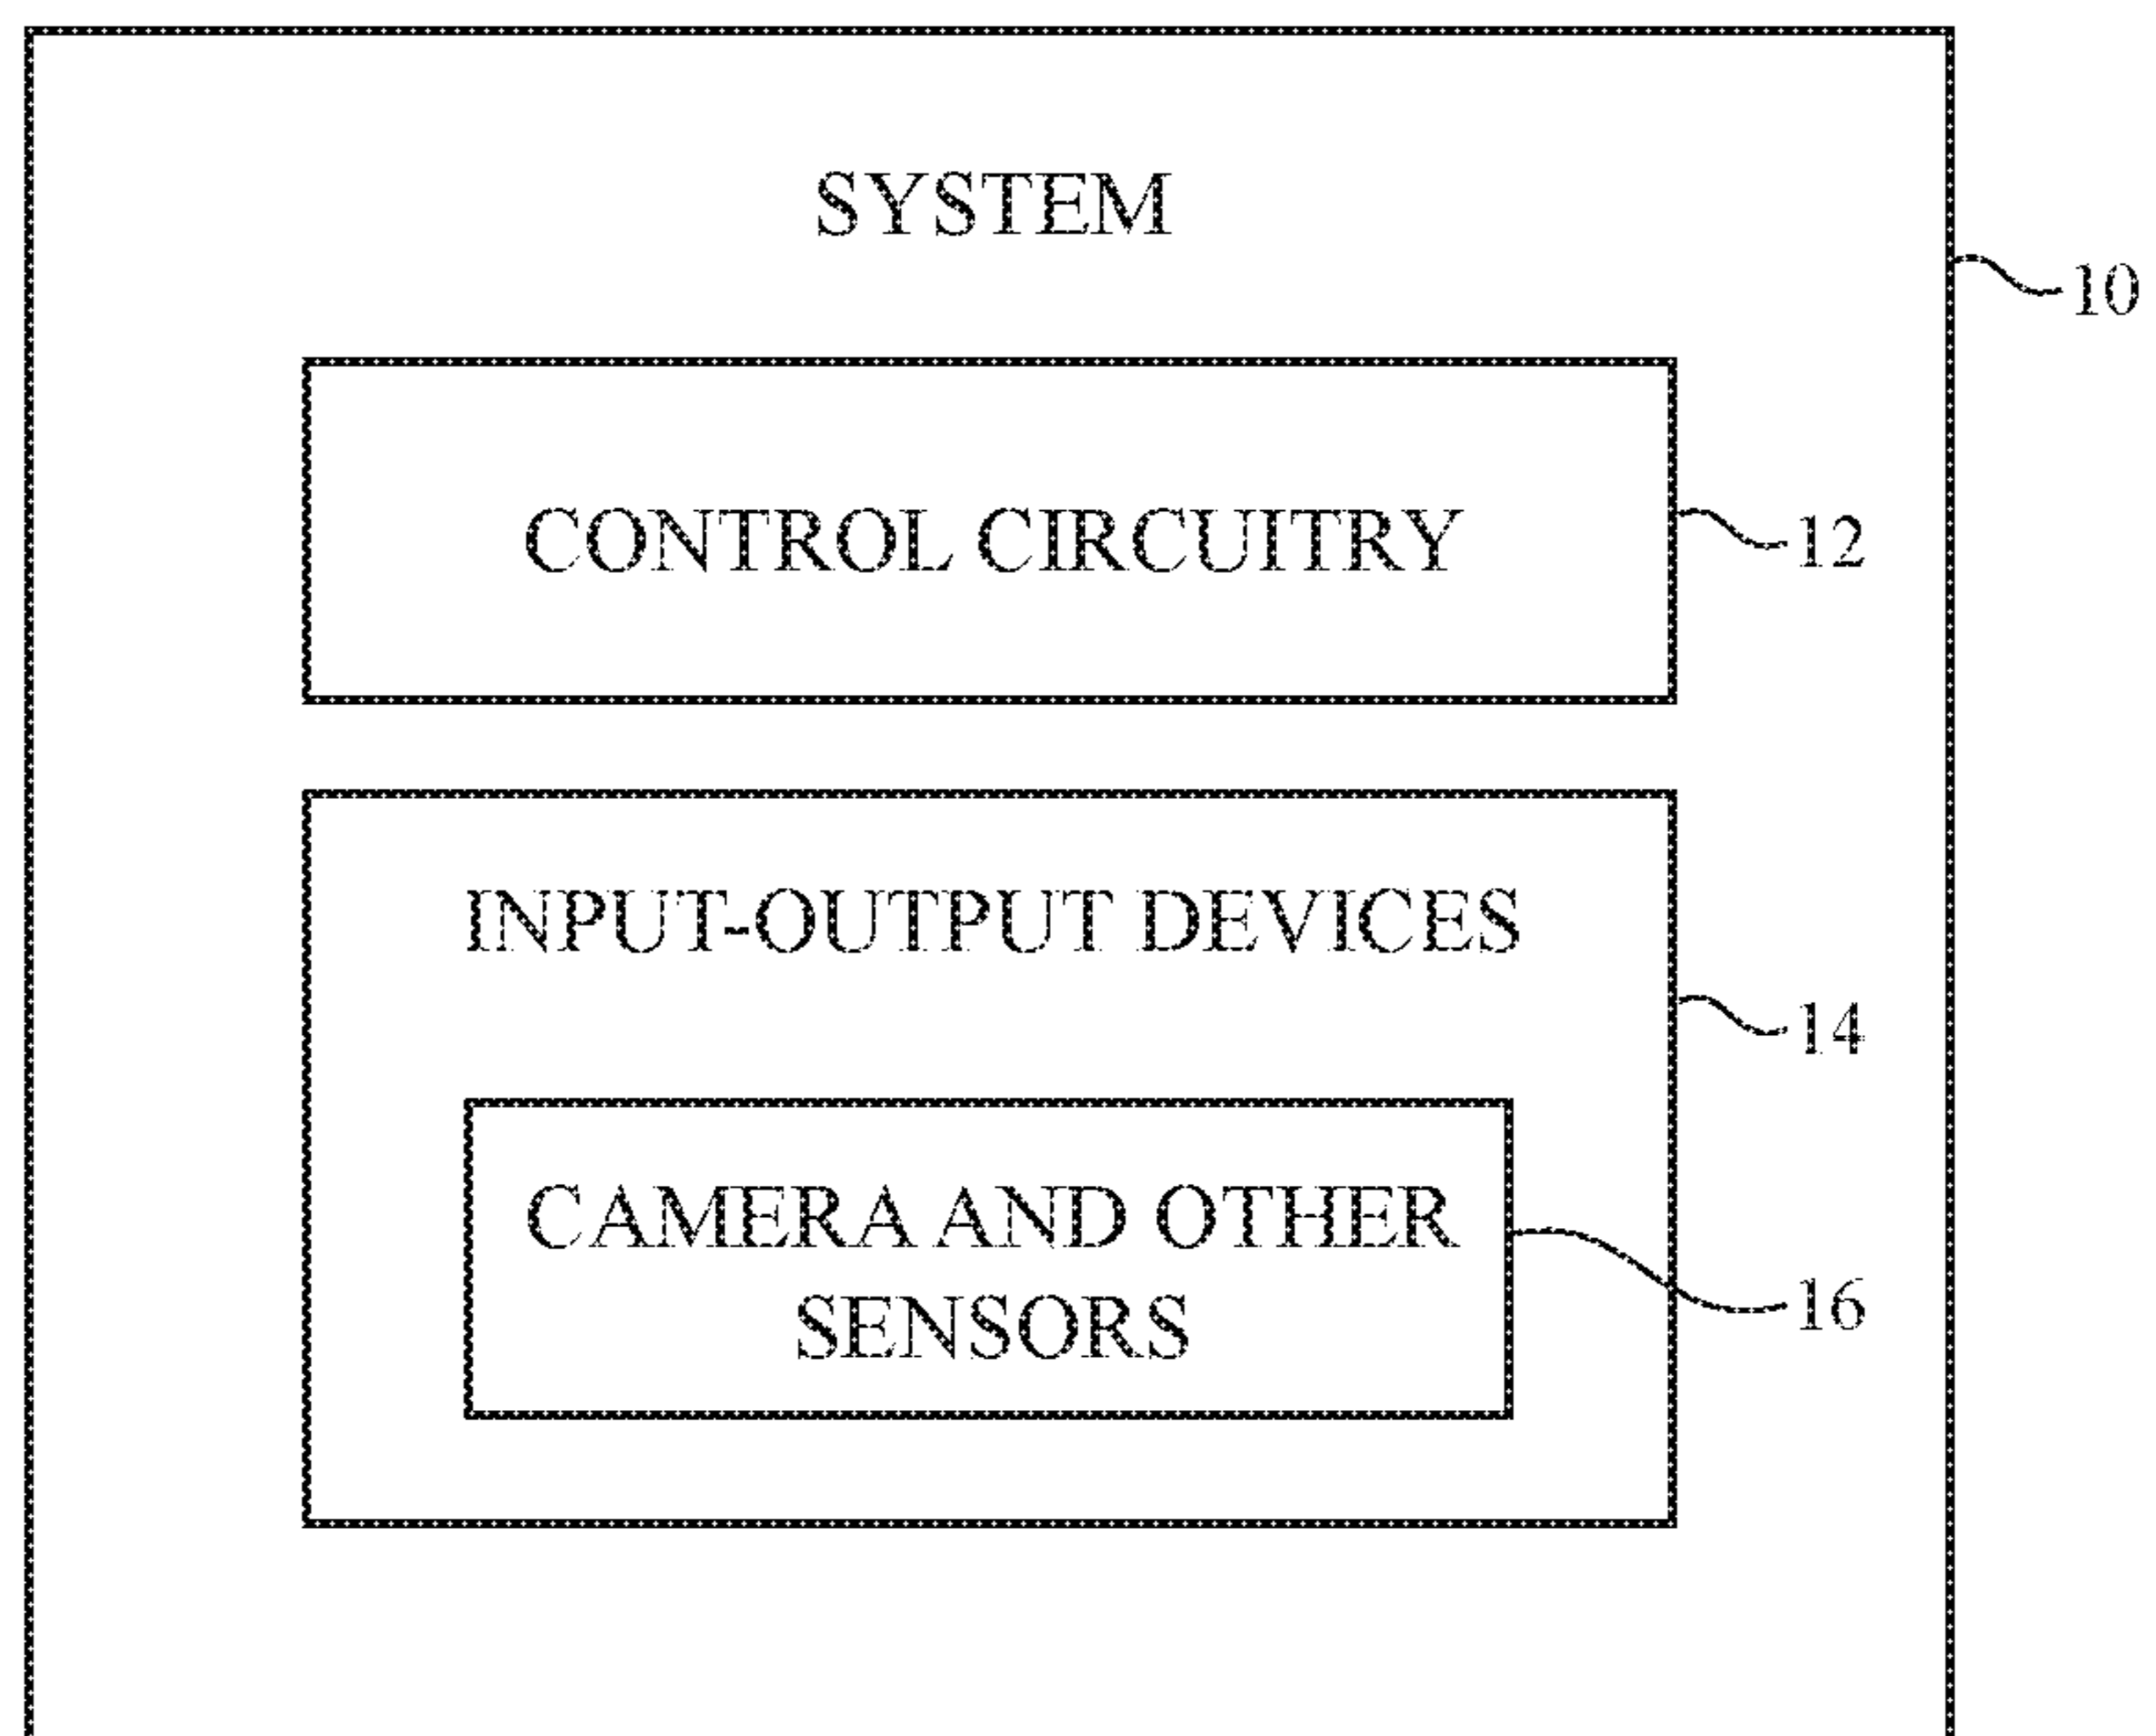 SYSTEM
10
CONTROL CIRCUITRY
12
INPUT-OUTPUT DEVICES
14
CAMERA AND OTHER
SENSORS
16